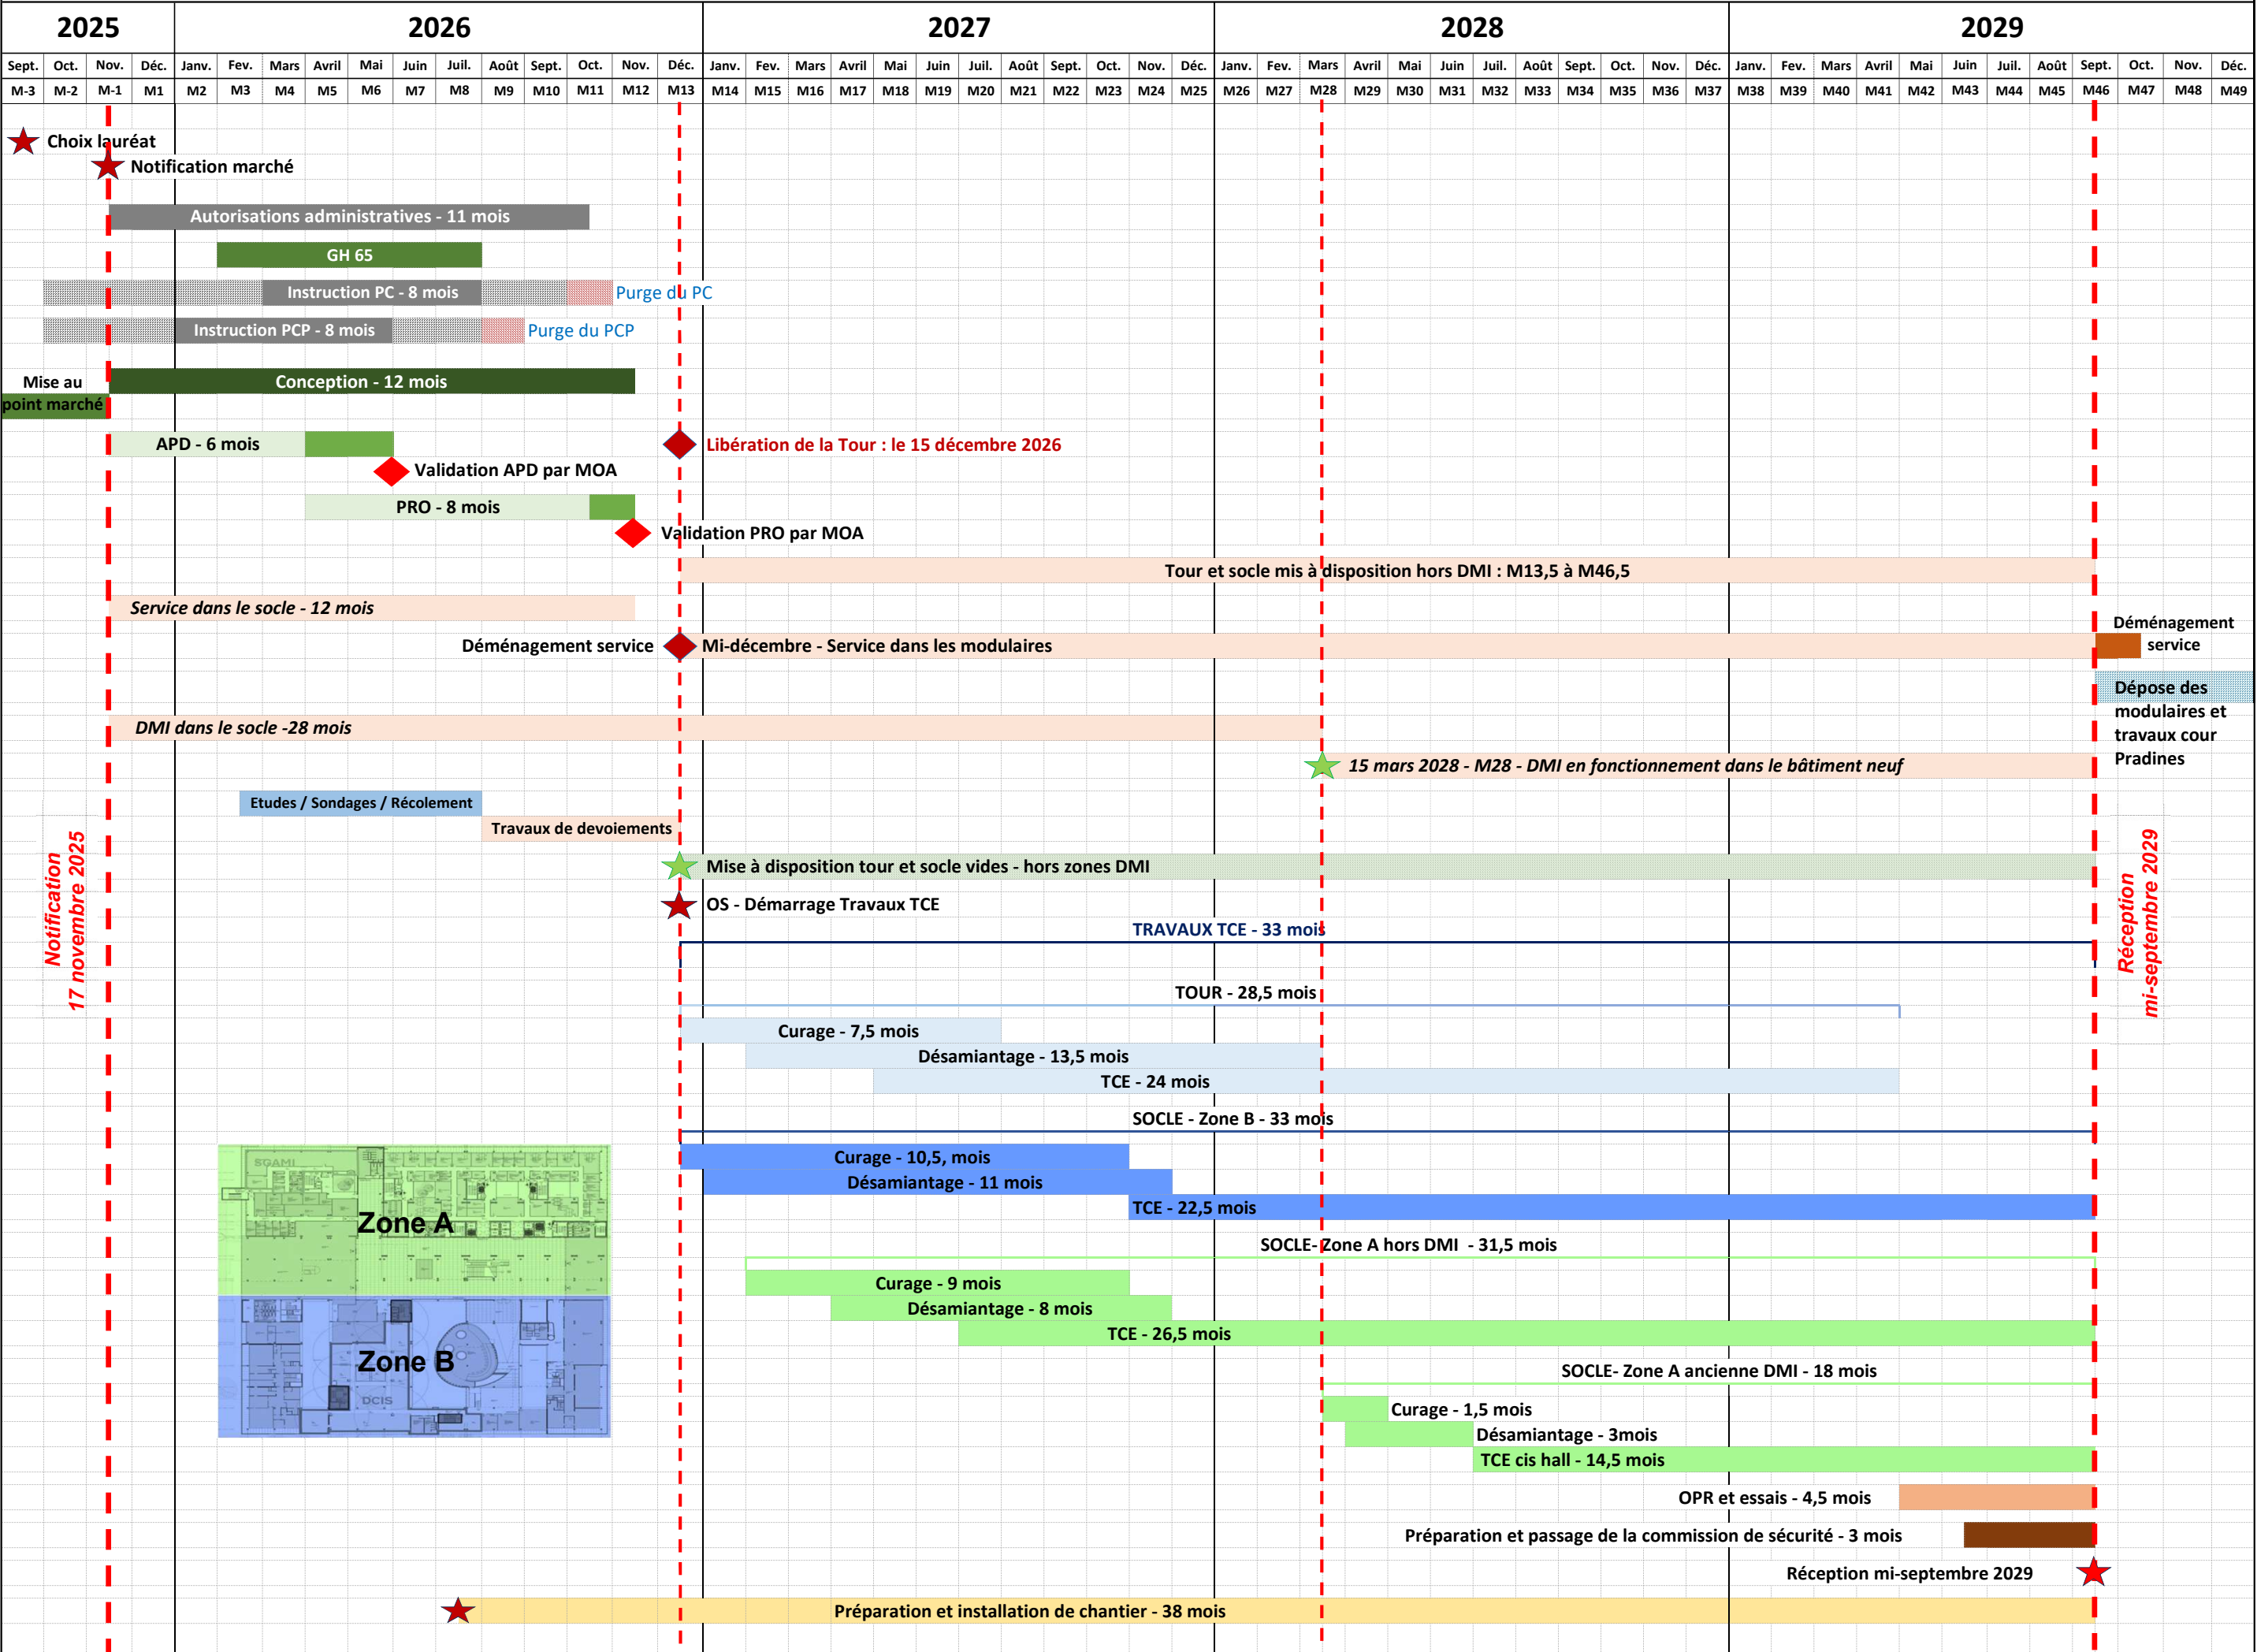 2025 2026 2027 2028 2029
Sept. Oct. Nov. Déc. Janv. Fev. Mars Avril Mai Juin Juil. Août Sept. Oct. Nov. Déc. Janv. Fev. Mars Avril Mai Juin Juil. Août Sept. Oct. Nov. Déc. Janv. Fev. Mars Avril Mai Juin Juil. Août Sept. Oct. Nov. Déc. Janv. Fev. Mars Avril Mai Juin Juil. Août Sept. Oct. Nov. Déc.
M-3 M-2 M-1 M1 M2 M3 M4 M5 M6 M7 M8 M9 M10 M11 M12 M13 M14 M15 M16 M17 M18 M19 M20 M21 M22 M23 M24 M25 M26 M27 M28 M29 M30 M31 M32 M33 M34 M35 M36 M37 M38 M39 M40 M41 M42 M43 M44 M45 M46 M47 M48 M49
Choix lauréat
Notification marché
Autorisations administratives - 11 mois
GH 65
Instruction PC - 8 mois
Purge du PC
Instruction PCP - 8 mois
Purge du PCP
Mise au
point marché
Conception - 12 mois
APD - 6 mois
Libération de la Tour : le 15 décembre 2026
Validation APD par MOA
PRO - 8 mois
Validation PRO par MOA
Tour et socle mis à disposition hors DMI : M13,5 à M46,5
Service dans le socle - 12 mois
Déménagement service
Mi-décembre - Service dans les modulaires
Déménagement
service
Dépose des
modulaires et
travaux cour
Pradines
DMI dans le socle -28 mois
15 mars 2028 - M28 - DMI en fonctionnement dans le bâtiment neuf
Etudes / Sondages / Récolement
Travaux de devoiements
Notification
17 novembre 2025
Réception
mi-septembre 2029
Mise à disposition tour et socle vides - hors zones DMI
OS - Démarrage Travaux TCE
TRAVAUX TCE - 33 mois
TOUR - 28,5 mois
Curage - 7,5 mois
Désamiantage - 13,5 mois
TCE - 24 mois
SOCLE - Zone B - 33 mois
Curage - 10,5, mois
Désamiantage - 11 mois
TCE - 22,5 mois
SGAMI
Zone A
Zone B
DCIS
SOCLE- Zone A hors DMI - 31,5 mois
Curage - 9 mois
Désamiantage - 8 mois
TCE - 26,5 mois
SOCLE- Zone A ancienne DMI - 18 mois
Curage - 1,5 mois
Désamiantage - 3mois
TCE cis hall - 14,5 mois
OPR et essais - 4,5 mois
Préparation et passage de la commission de sécurité - 3 mois
Réception mi-septembre 2029
Préparation et installation de chantier - 38 mois